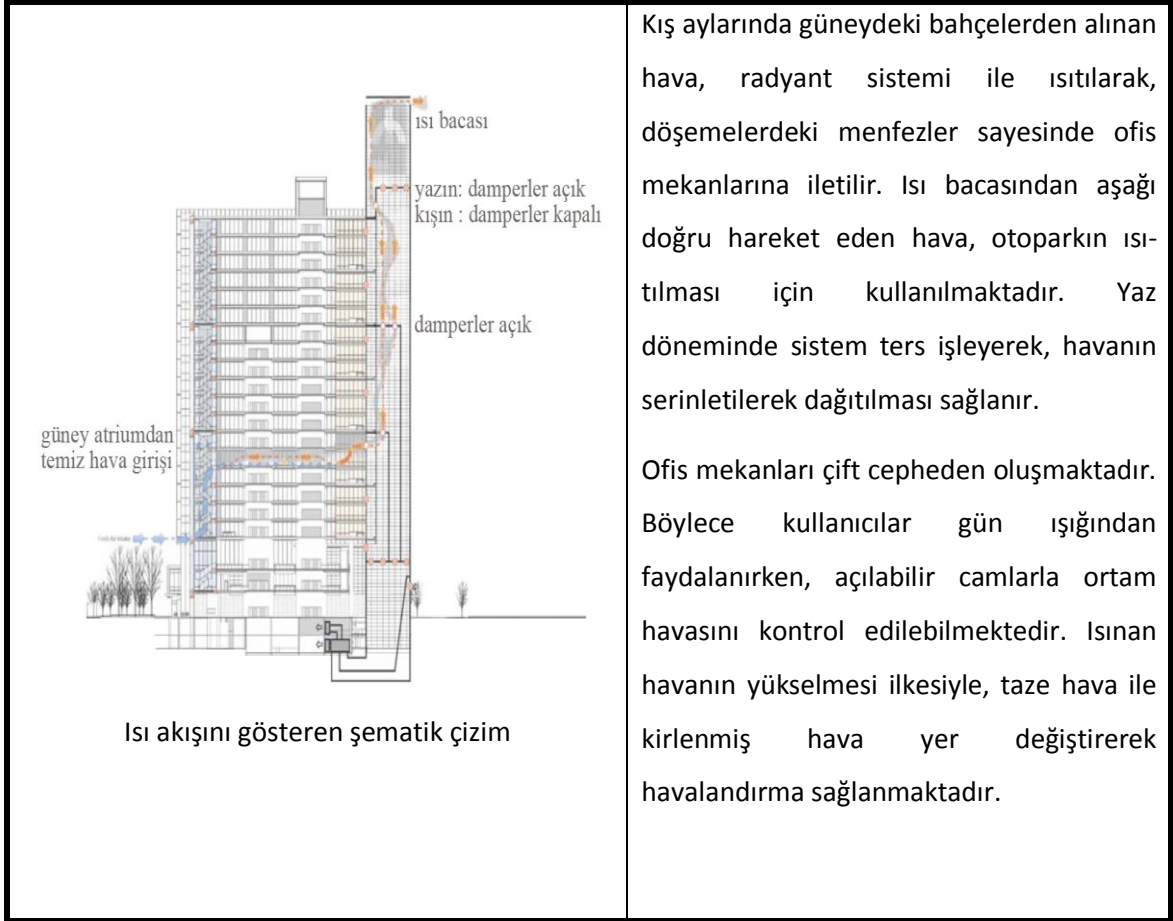 ısı bacası
yazın: damperler açık
kışın : damperler kapalı
damperler açık
güney atriumdan
temiz hava girişi
Isı akışını gösteren şematik çizim
Kış aylarında güneydeki bahçelerden alınan
hava, radyant sistemi ile ısıtılarak,
döşemelerdeki menfezler sayesinde ofis
mekanlarına iletilir. Isı bacasından aşağı
doğru hareket eden hava, otoparkın ısı-
tılması için kullanılmaktadır. Yaz
döneminde sistem ters işleyerek, havanın
serinletilerek dağıtılması sağlanır.
Ofis mekanları çift cepheden oluşmaktadır.
Böylece kullanıcılar gün ışığından
faydalanırken, açılabilir camlarla ortam
havasını kontrol edilebilmektedir. Isınan
havanın yükselmesi ilkesiyle, taze hava ile
kirlenmiş hava yer değiştirerek
havalandırma sağlanmaktadır.